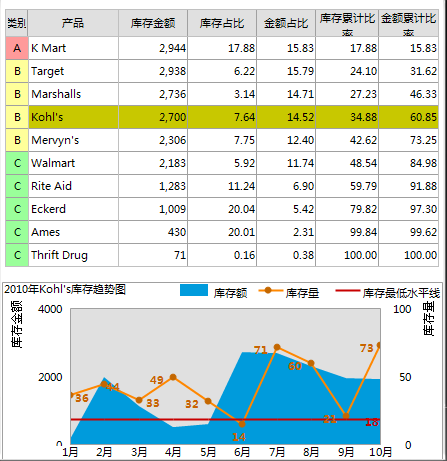 类别 产品 库存金额 库存占比 金额占比 库存累计比率 金额累计比率
A K Mart 2,944 17.88 15.83 17.88 15.83
B Target 2,938 6.22 15.79 24.10 31.62
B Marshalls 2,736 3.14 14.71 27.23 46.33
B Kohl's 2,700 7.64 14.52 34.88 60.85
B Mervyn's 2,306 7.75 12.40 42.62 73.25
C Walmart 2,183 5.92 11.74 48.54 84.98
C Rite Aid 1,283 11.24 6.90 59.79 91.88
C Eckerd 1,009 20.04 5.42 79.82 97.30
C Ames 430 20.01 2.31 99.84 99.62
C Thrift Drug 71 0.16 0.38 100.00 100.00
2010年Kohl's库存趋势图 库存额 库存量 库存最低水平线
库存金额
库存量
4000 100
71 73
60
2000 50
49
44
36 33 32
21 18
14
0 0
1月 2月 3月 4月 5月 6月 7月 8月 9月 10月